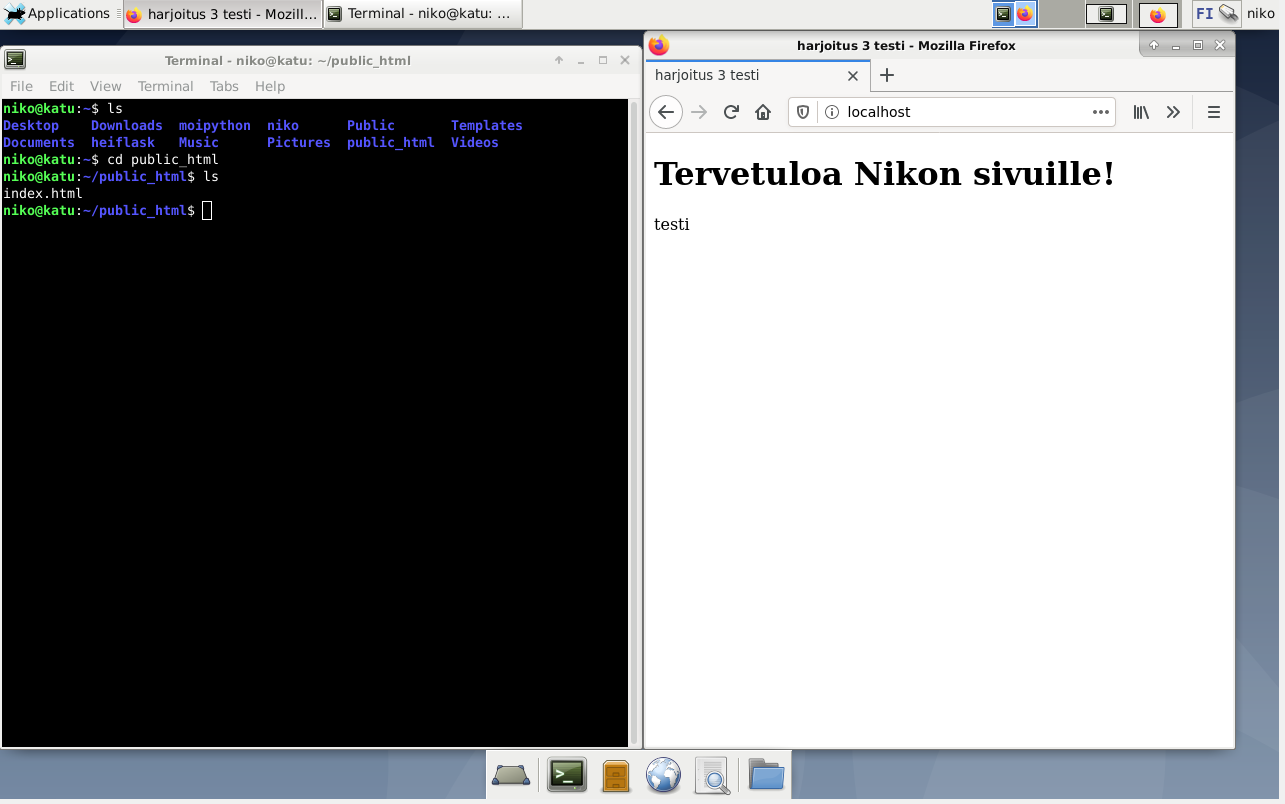 Applications harjoitus 3 testi - Mozill... Terminal - niko@katu: ... FI niko
Terminal - niko@katu: ~/public_html
File Edit View Terminal Tabs Help
niko@katu:~$ ls
Desktop Downloads moipython niko Public Templates
Documents heiflask Music Pictures public_html Videos
niko@katu:~$ cd public_html
niko@katu:~/public_html$ ls
index.html
niko@katu:~/public_html$
harjoitus 3 testi - Mozilla Firefox
harjoitus 3 testi
localhost
Tervetuloa Nikon sivuille!
testi